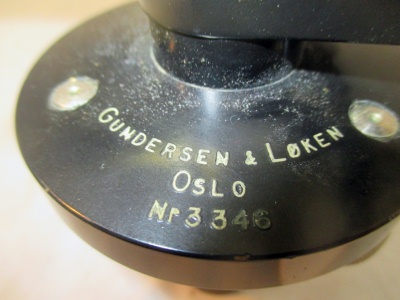 GUNDERSEN & LØKEN
OSLO
Nr 3346